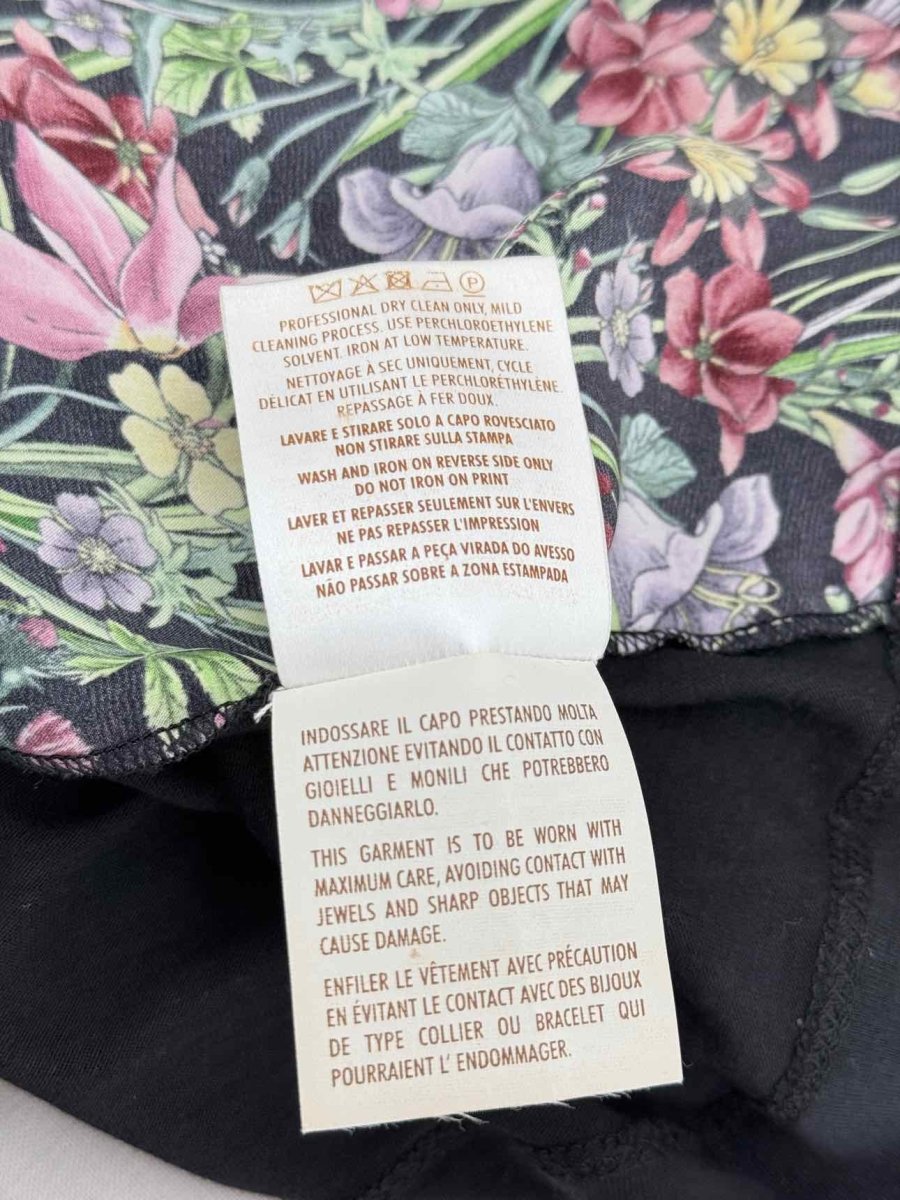 P
PROFESSIONAL DRY CLEAN ONLY, MILD
CLEANING PROCESS. USE PERCHLOROETHYLENE
SOLVENT. IRON AT LOW TEMPERATURE.
NETTOYAGE À SEC UNIQUEMENT, CYCLE
DÉLICAT EN UTILISANT LE PERCHLORÉTHYLÈNE.
REPASSAGE À FER DOUX.
LAVARE E STIRARE SOLO A CAPO ROVESCIATO
NON STIRARE SULLA STAMPA
WASH AND IRON ON REVERSE SIDE ONLY
DO NOT IRON ON PRINT
LAVER ET REPASSER SEULEMENT SUR L'ENVERS
NE PAS REPASSER L'IMPRESSION
LAVAR E PASSAR A PEÇA VIRADA DO AVESSO
NÃO PASSAR SOBRE A ZONA ESTAMPADA
INDOSSARE IL CAPO PRESTANDO MOLTA
ATTENZIONE EVITANDO IL CONTATTO CON
GIOIELLI E MONILI CHE POTREBBERO
DANNEGGIARLO.
THIS GARMENT IS TO BE WORN WITH
MAXIMUM CARE, AVOIDING CONTACT WITH
JEWELS AND SHARP OBJECTS THAT MAY
CAUSE DAMAGE.
ENFILER LE VÊTEMENT AVEC PRÉCAUTION
EN ÉVITANT LE CONTACT AVEC DES BIJOUX
DE TYPE COLLIER OU BRACELET QUI
POURRAIENT L' ENDOMMAGER.